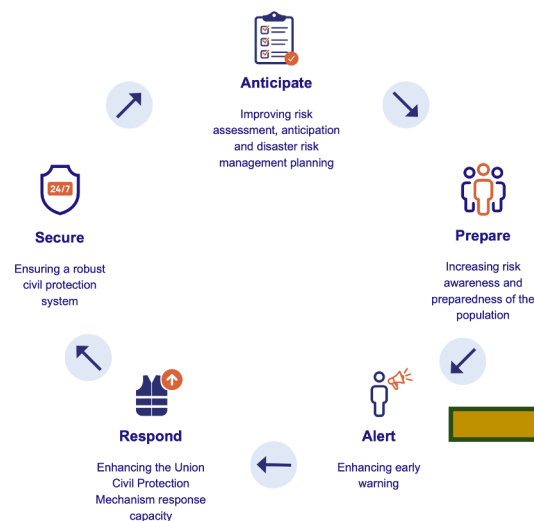 Anticipate
Improving risk
assessment, anticipation
and disaster risk
management planning
24/7
Secure
Ensuring a robust
civil protection
system
Prepare
Increasing risk
awareness and
preparedness of the
population
Respond
Enhancing the Union
Civil Protection
Mechanism response
capacity
Alert
Enhancing early
warning